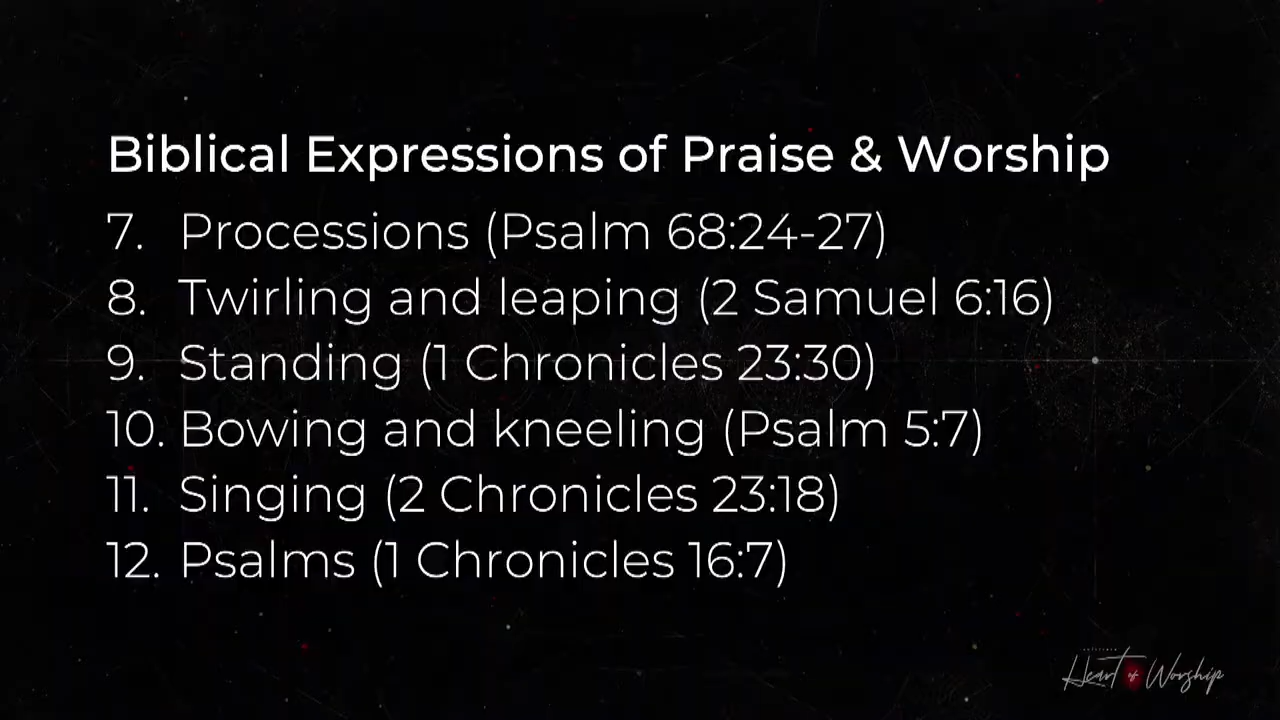 Biblical Expressions of Praise & Worship
7. Processions (Psalm 68:24-27)
8. Twirling and leaping (2 Samuel 6:16)
9. Standing (1 Chronicles 23:30)
10. Bowing and kneeling (Psalm 5:7)
11. Singing (2 Chronicles 23:18)
12. Psalms (1 Chronicles 16:7)
Heart of Worship